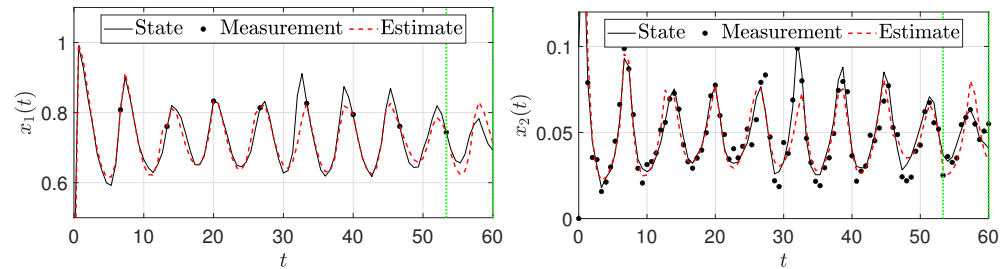 State Measurement Estimate
1
0.8
0.6
x₁(t)
0 10 20 30 40 50 60
t
State Measurement Estimate
0.1
0.05
0
x₂(t)
0 10 20 30 40 50 60
t